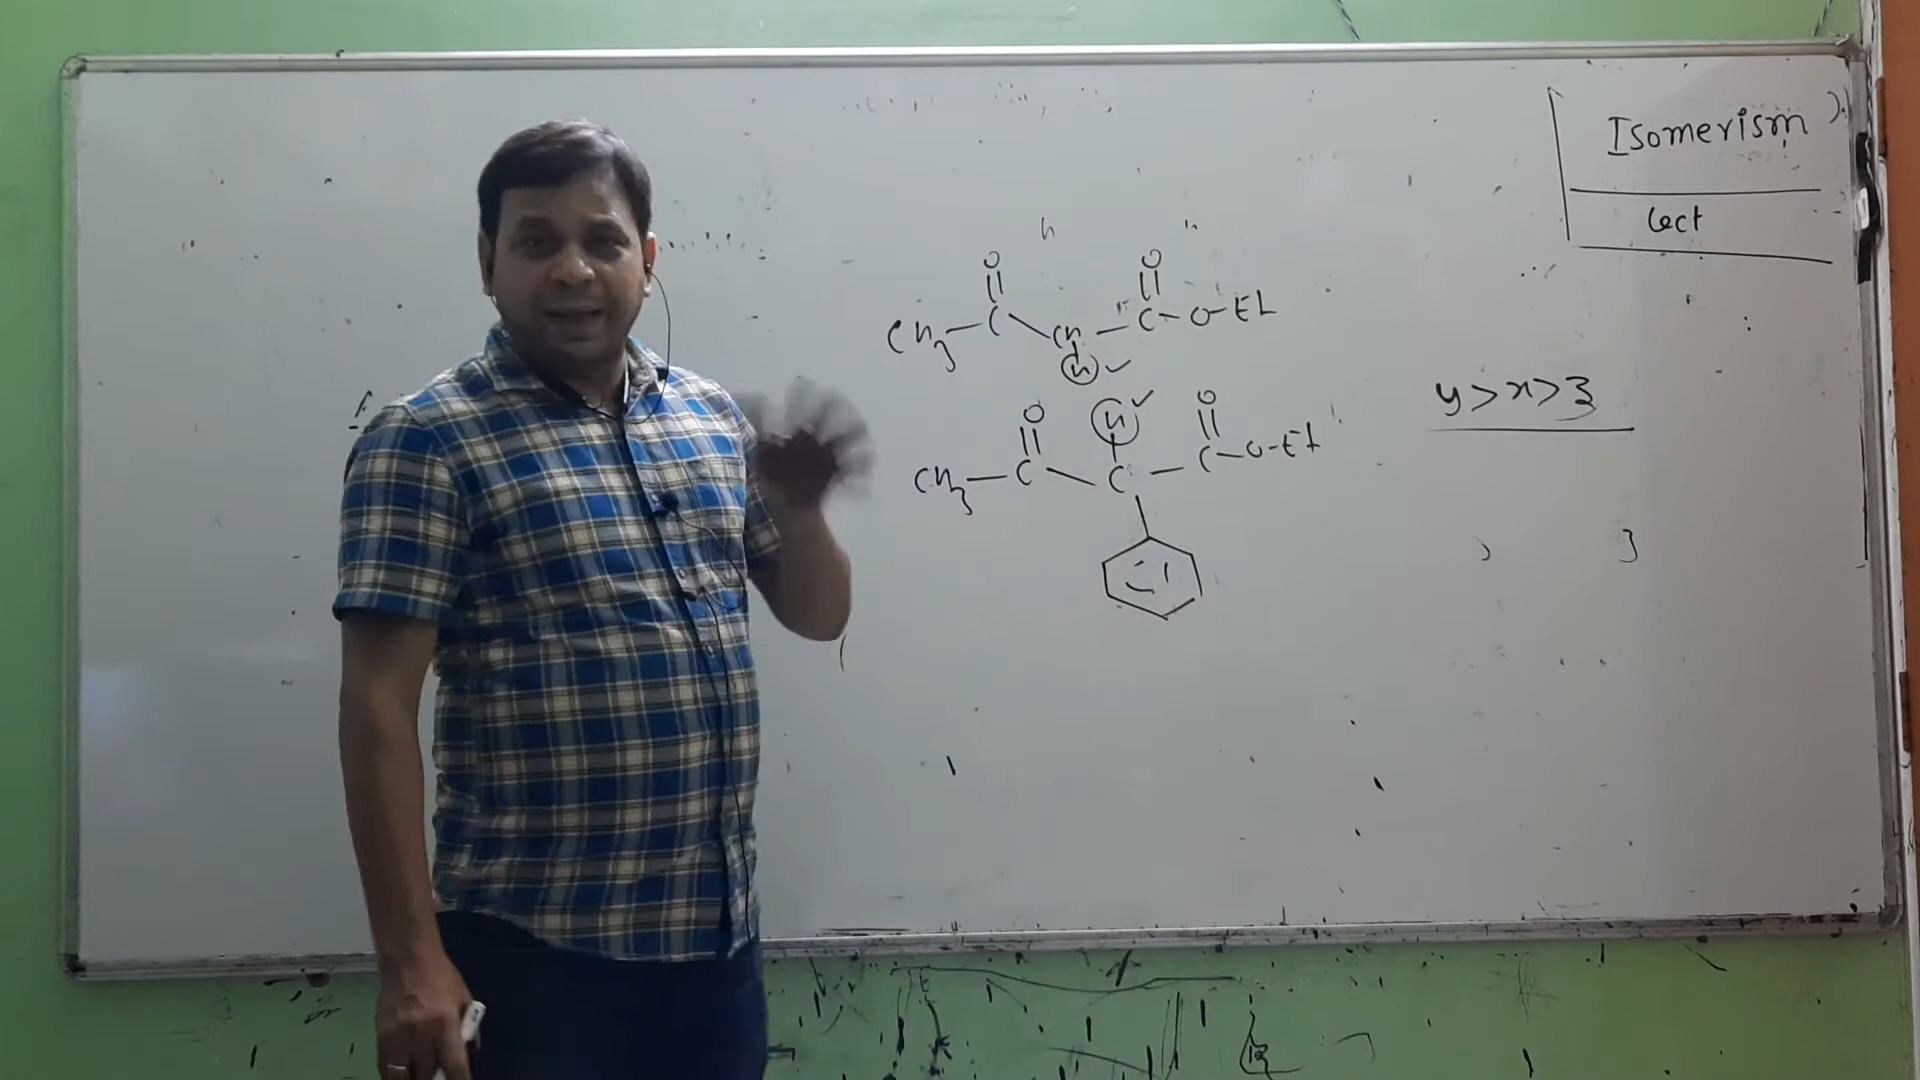 Isomerism
Lect
O O
CH3 - C - CH - C - O - Et
H ✓
H ✓
O O
CH3 - C - C - C - O - Et
y > x > z